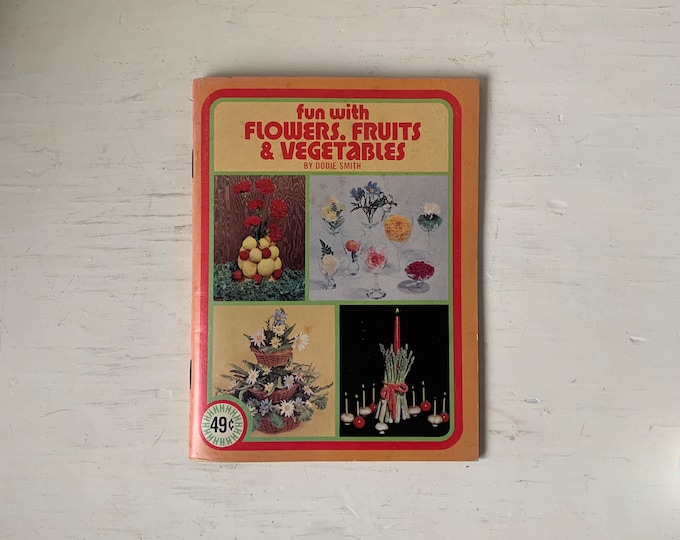 fun with
FLOWERS, FRUITS
& VEGETABLES
BY DODIE SMITH
49¢